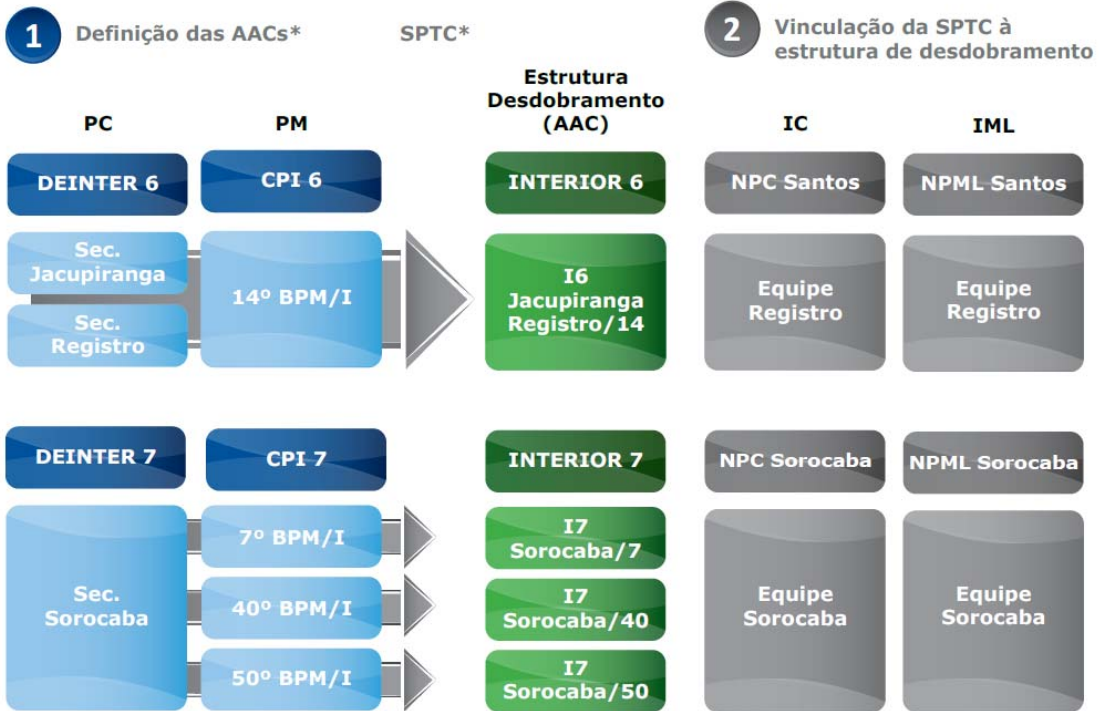 1
Definição das AACs*
SPTC*
2
Vinculação da SPTC à
estrutura de desdobramento
PC
PM
Estrutura
Desdobramento
(AAC)
IC
IML
DEINTER 6
CPI 6
INTERIOR 6
NPC Santos
NPML Santos
Sec.
Jacupiranga
Sec.
Registro
14º BPM/I
I6
Jacupiranga
Registro/14
Equipe
Registro
Equipe
Registro
DEINTER 7
CPI 7
INTERIOR 7
NPC Sorocaba
NPML Sorocaba
Sec.
Sorocaba
7º BPM/I
40º BPM/I
50º BPM/I
I7
Sorocaba/7
I7
Sorocaba/40
I7
Sorocaba/50
Equipe
Sorocaba
Equipe
Sorocaba